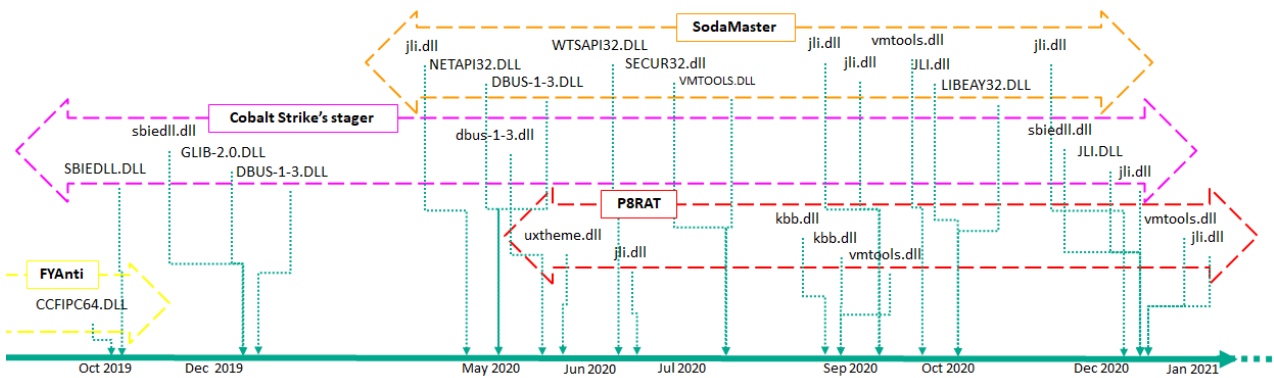 SodaMaster
jli.dll
WTSAPI32.DLL
jli.dll
vmtools.dll
jli.dll
NETAPI32.DLL
SECUR32.dll
jli.dll
JLI.dll
DBUS-1-3.DLL
VMTOOLS.DLL
LIBEAY32.DLL
Cobalt Strike's stager
sbiedll.dll
dbus-1-3.dll
sbiedll.dll
GLIB-2.0.DLL
JLI.DLL
SBIEDLL.DLL
DBUS-1-3.DLL
jli.dll
P8RAT
kbb.dll
vmtools.dll
uxtheme.dll
kbb.dll
jli.dll
jli.dll
vmtools.dll
FYAnti
CCFIPC64.DLL
Oct 2019
Dec 2019
May 2020
Jun 2020
Jul 2020
Sep 2020
Oct 2020
Dec 2020
Jan 2021